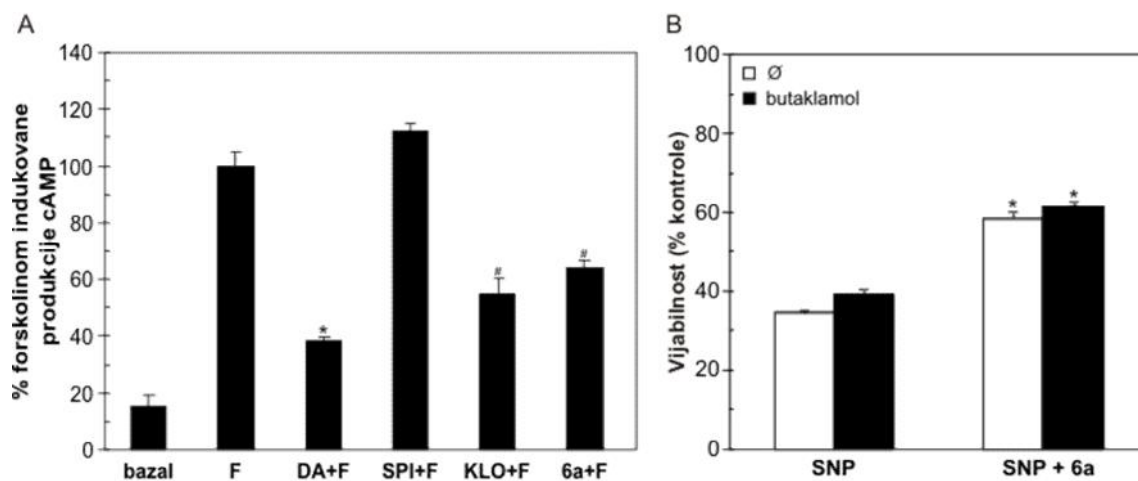 A
% forskolinom indukovane
produkcije cAMP
140
120
100
80
60
40
20
0
*
#
#
bazal
F
DA+F
SPI+F
KLO+F
6a+F
B
Vijabilnost (% kontrole)
100
80
60
40
20
0
Ø
butaklamol
*
*
SNP
SNP + 6a